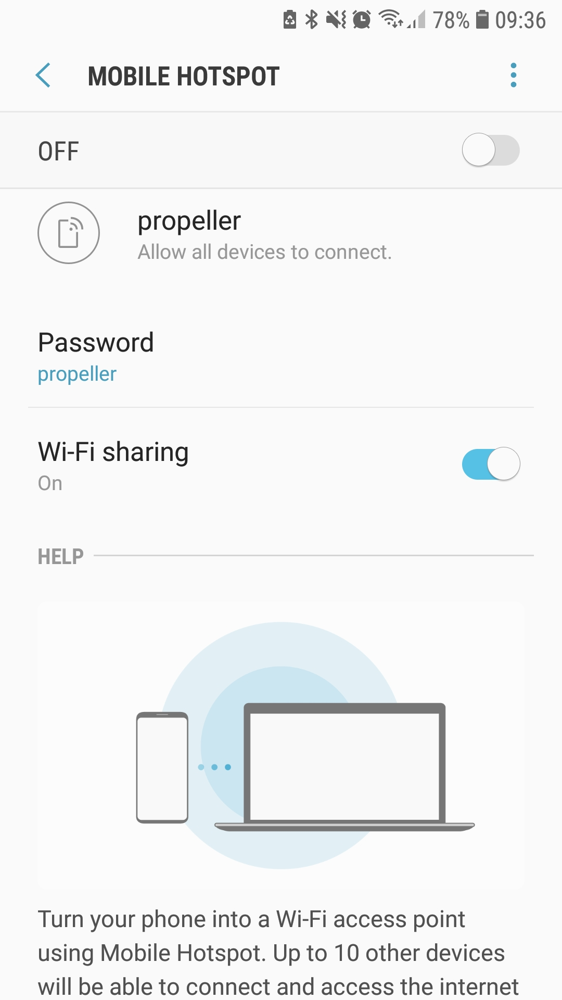 78% 09:36
MOBILE HOTSPOT
OFF
propeller
Allow all devices to connect.
Password
propeller
Wi-Fi sharing
On
HELP
Turn your phone into a Wi-Fi access point
using Mobile Hotspot. Up to 10 other devices
will be able to connect and access the internet